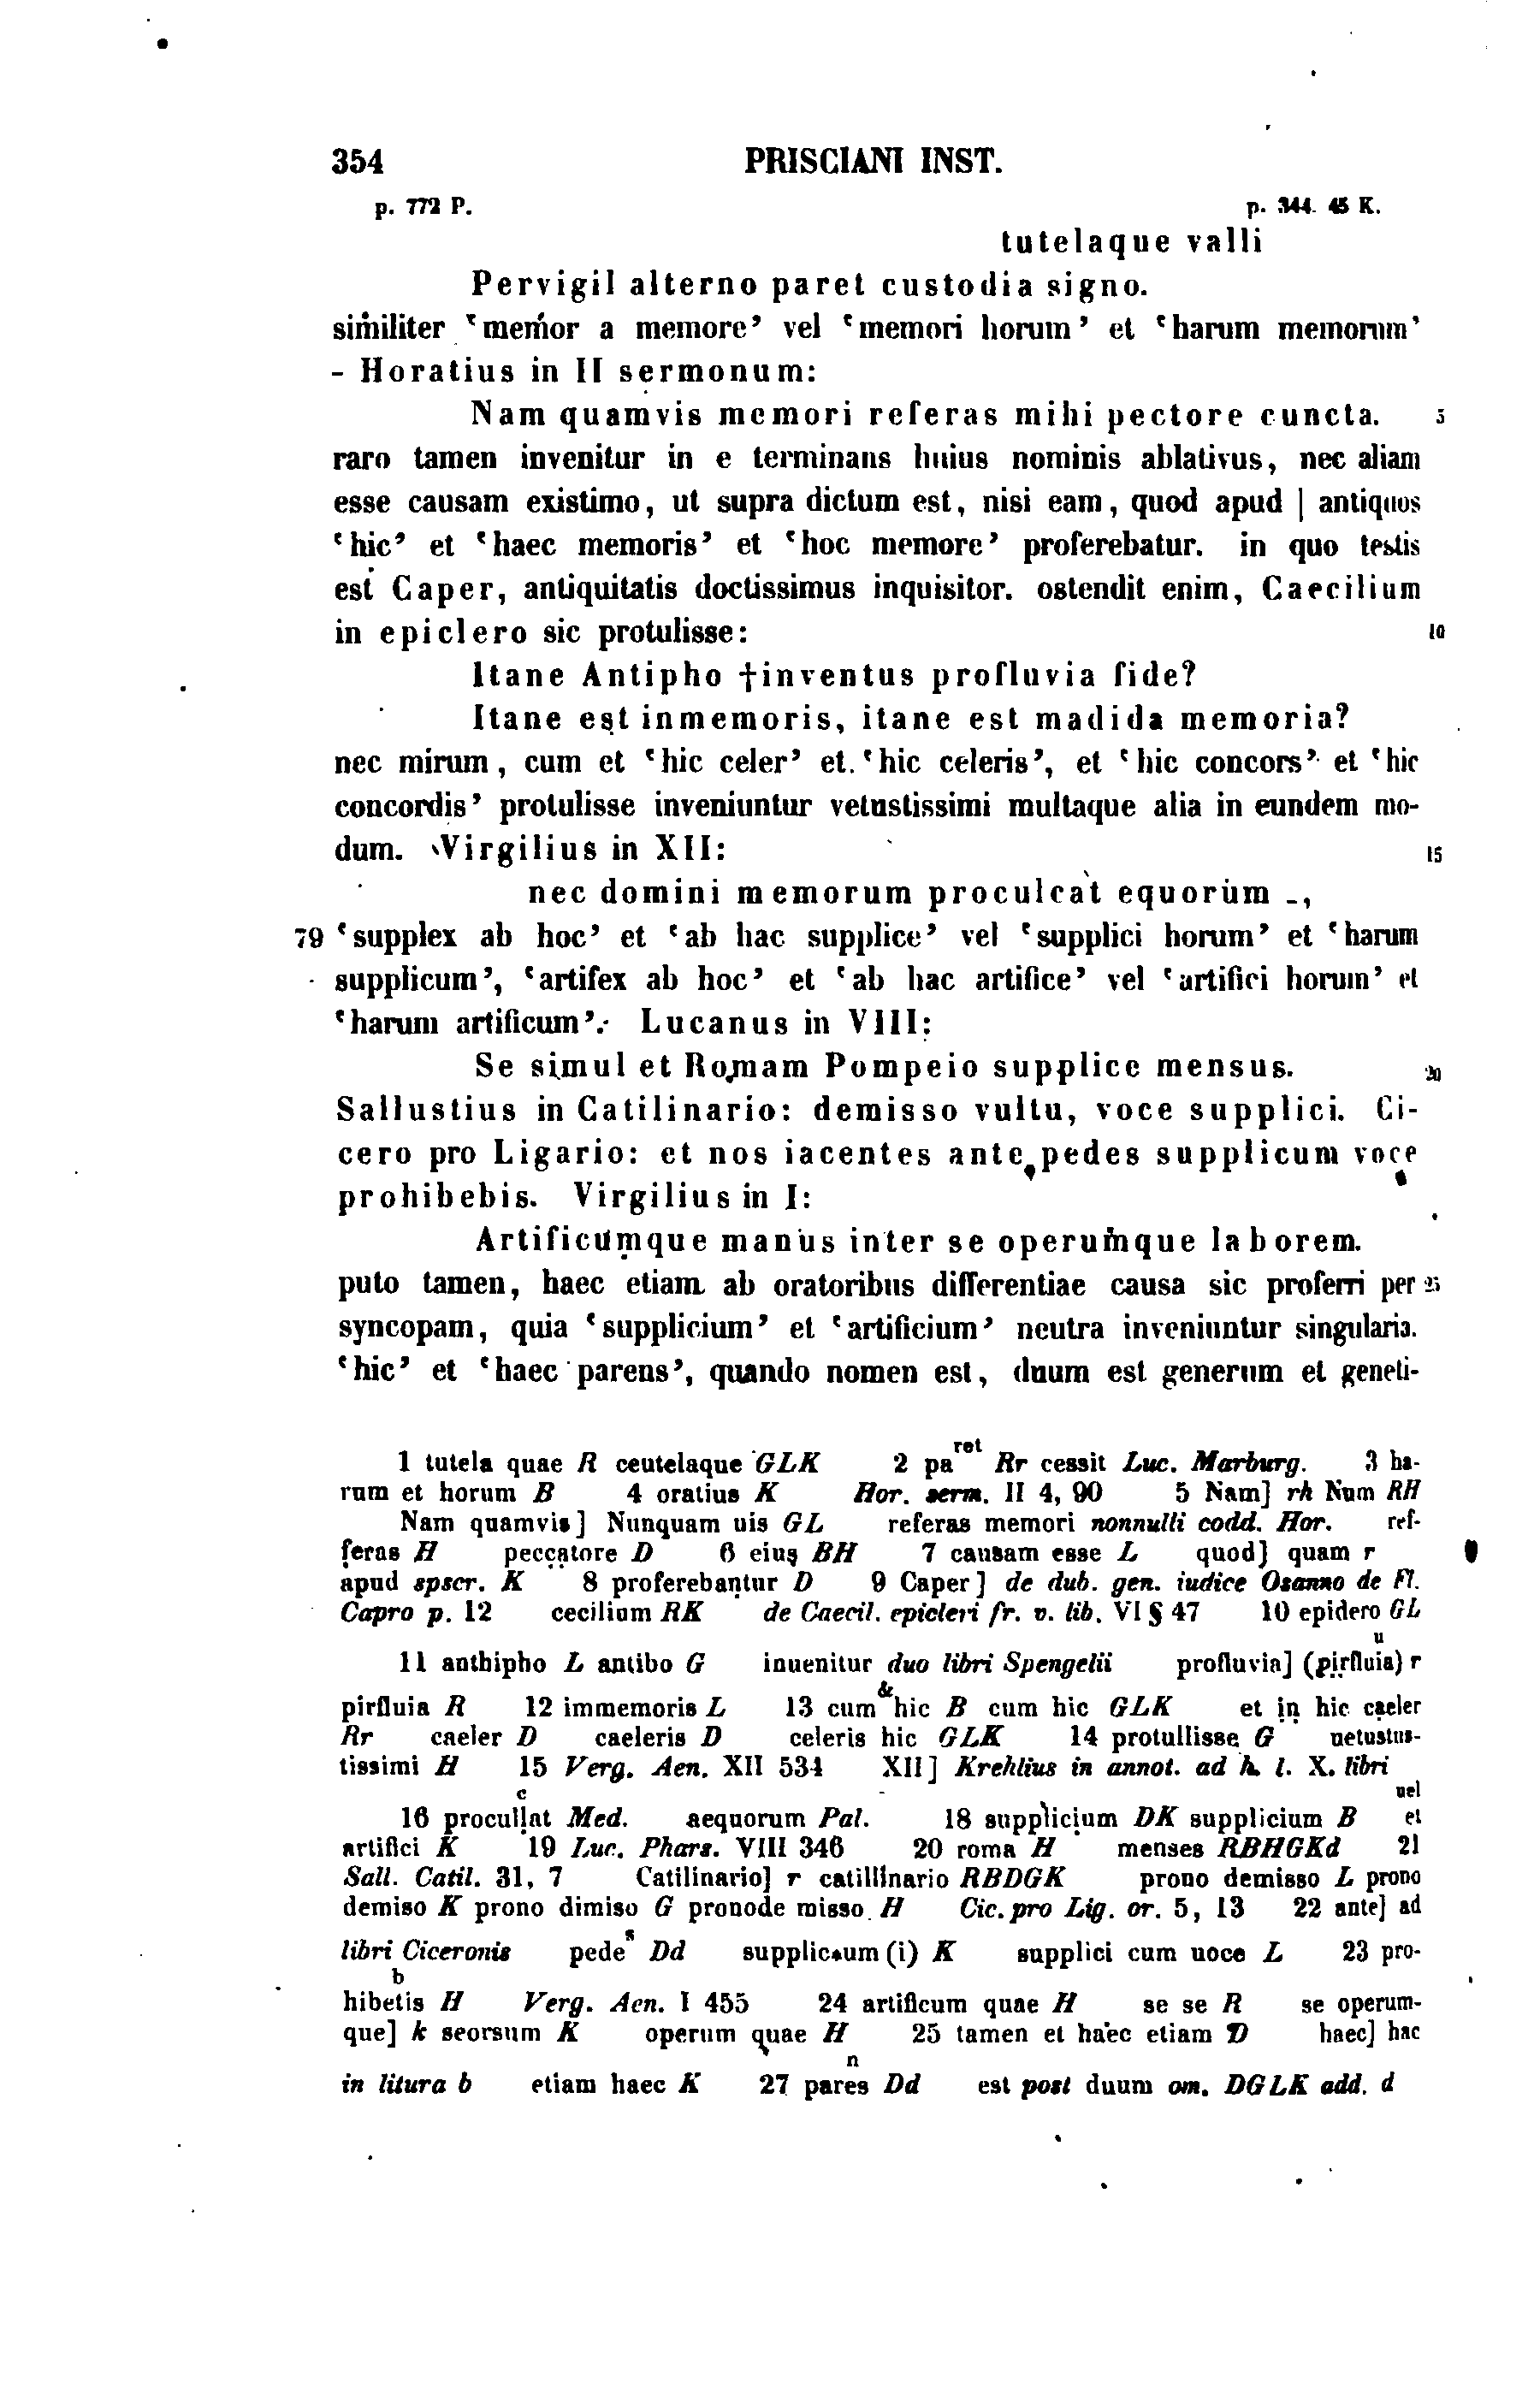 354 PRISCIANI INST.
p. 772 P. p. 344. 45 K.
tutelaque valli
Pervigil alterno paret custodia signo.
similiter ‘memor a memore’ vel ‘memori horum’ et ‘harum memorum’
- Horatius in II sermonum:
Nam quamvis memori referas mihi pectore cuncta. 5
raro tamen invenitur in e terminans huius nominis ablativus, nec aliam
esse causam existimo, ut supra dictum est, nisi eam, quod apud | antiquos
‘hic’ et ‘haec memoris’ et ‘hoc memore’ proferebatur. in quo testis
est Caper, antiquitatis doctissimus inquisitor. ostendit enim, Caecilium
in epiclero sic protulisse: 10
Itane Antipho †inventus profluvia fide?
Itane est inmemoris, itane est madida memoria?
nec mirum, cum et ‘hic celer’ et ‘hic celeris’, et ‘hic concors’ et ‘hic
concordis’ protulisse inveniuntur vetustissimi multaque alia in eundem mo-
dum. Virgilius in XII: 15
nec domini memorum proculcat equorum -,
79 ‘supplex ab hoc’ et ‘ab hac supplice’ vel ‘supplici horum’ et ‘harum
supplicum’, ‘artifex ab hoc’ et ‘ab hac artifice’ vel ‘artifici horum’ et
‘harum artificum’. Lucanus in VIII:
Se simul et Romam Pompeio supplice mensus. 20
Sallustius in Catilinario: demisso vultu, voce supplici. Ci-
cero pro Ligario: et nos iacentes ante pedes supplicum voce
prohibebis. Virgilius in I:
Artificumque manus inter se operumque laborem.
puto tamen, haec etiam ab oratoribus differentiae causa sic proferri per 25
syncopam, quia ‘supplicium’ et ‘artificium’ neutra inveniuntur singularia.
‘hic’ et ‘haec parens’, quando nomen est, duum est generum et geneti-
1 tutela quae R ceutelaque GLK 2 pa ret Rr cessit Luc. Marburg. 3 ha-
rum et horum B 4 oratius K Hor. serm. II 4, 90 5 Nam] rh Num RH
Nam quamvis] Nunquam uis GL referas memori nonnulli codd. Hor. ref-
feras H peccatore D 6 eius BH 7 causam esse L quod] quam r
apud spscr. K 8 proferebantur D 9 Caper] de dub. gen. iudice Osanno de Fl.
Capro p. 12 cecilium RK de Caecil. epicleri fr. v. lib. VI § 47 10 epidero GL
u
11 anthipho L antibo G inuenitur duo libri Spengelii profluvia] (pirfluia) r
&
pirfluia R 12 immemoris L 13 cum hic B cum hic GLK et in hic caeler
Rr caeler D caeleris D celeris hic GLK 14 protullisse G uetustus-
tissimi H 15 Verg. Aen. XII 534 XII] Krehlius in annot. ad h. l. X. libri
c uel
16 procullat Med. aequorum Pal. 18 supplicium DK supplicium B et
artifici K 19 Luc. Phars. VIII 346 20 roma H menses RBHGKd 21
Sall. Catil. 31, 7 Catilinario] r catillinario RBDGK prono demisso L prono
demiso K prono dimiso G pronode misso H Cic. pro Lig. or. 5, 13 22 ante] ad
s
libri Ciceronis pede Dd supplic*um (i) K supplici cum uoce L 23 pro-
b
hibetis H Verg. Aen. I 455 24 artificum quae H se se R se operum-
que] k seorsum K operum quae H 25 tamen et haec etiam D haec] hac
n
in litura b etiam haec K 27 pares Dd est post duum om. DGLK add. d